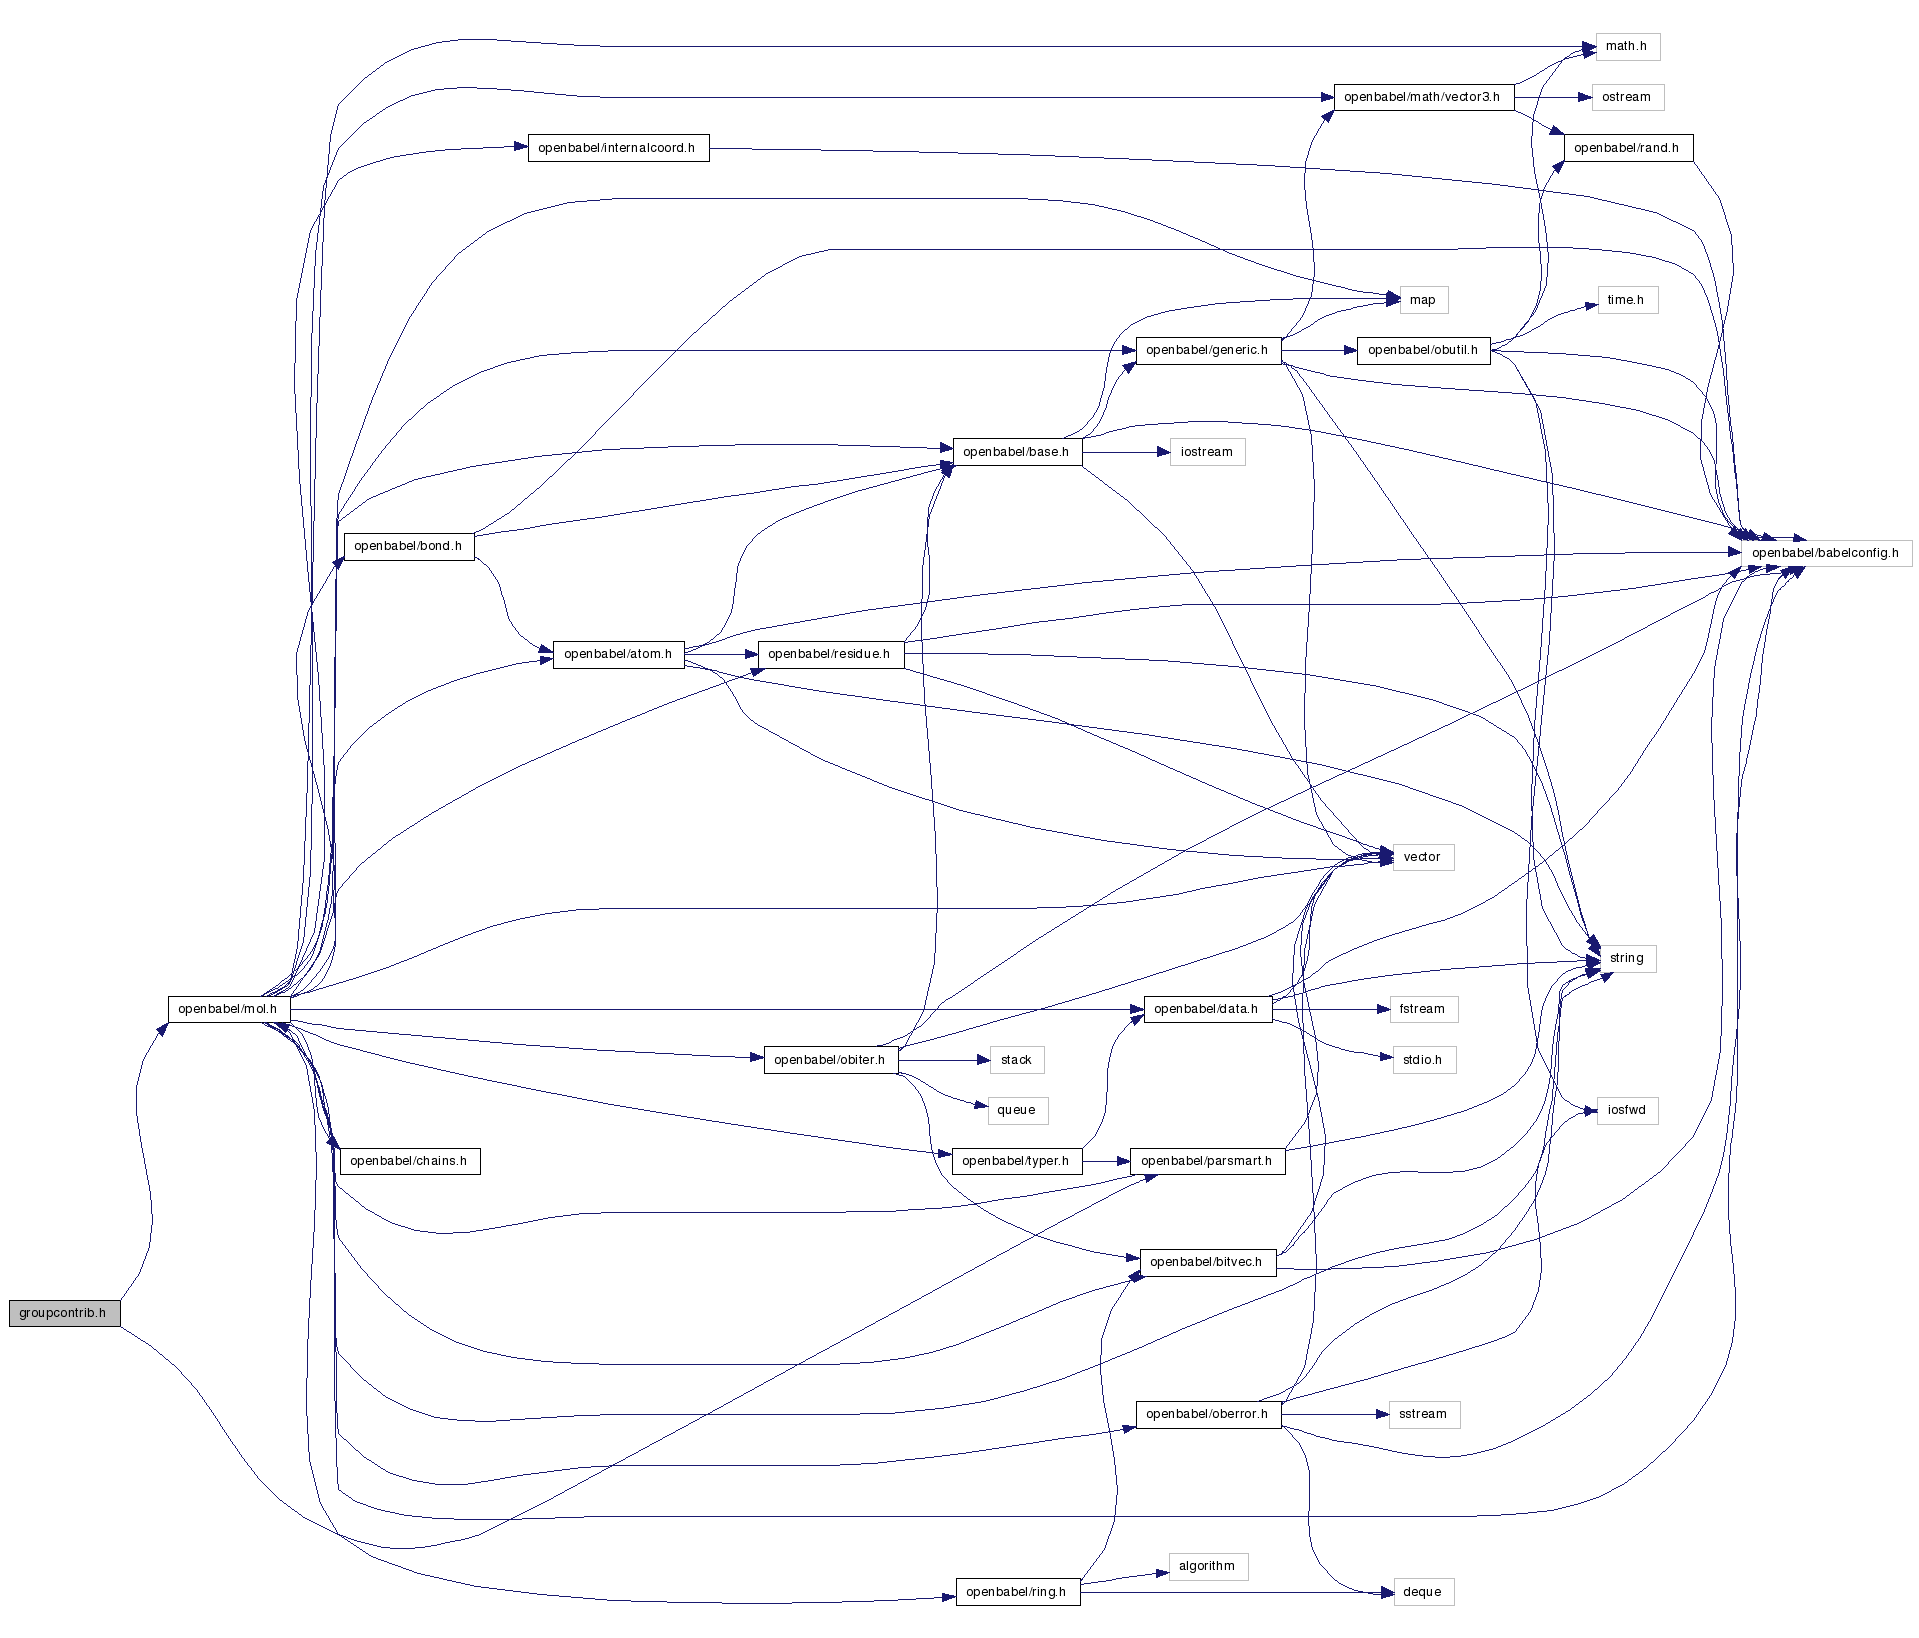 math.h
openbabel/math/vector3.h
ostream
openbabel/internalcoord.h
openbabel/rand.h
map
time.h
openbabel/generic.h
openbabel/obutil.h
openbabel/base.h
iostream
openbabel/bond.h
openbabel/babelconfig.h
openbabel/atom.h
openbabel/residue.h
vector
string
openbabel/mol.h
openbabel/data.h
fstream
openbabel/obiter.h
stack
stdio.h
queue
iosfwd
openbabel/chains.h
openbabel/typer.h
openbabel/parsmart.h
openbabel/bitvec.h
groupcontrib.h
openbabel/oberror.h
sstream
algorithm
openbabel/ring.h
deque